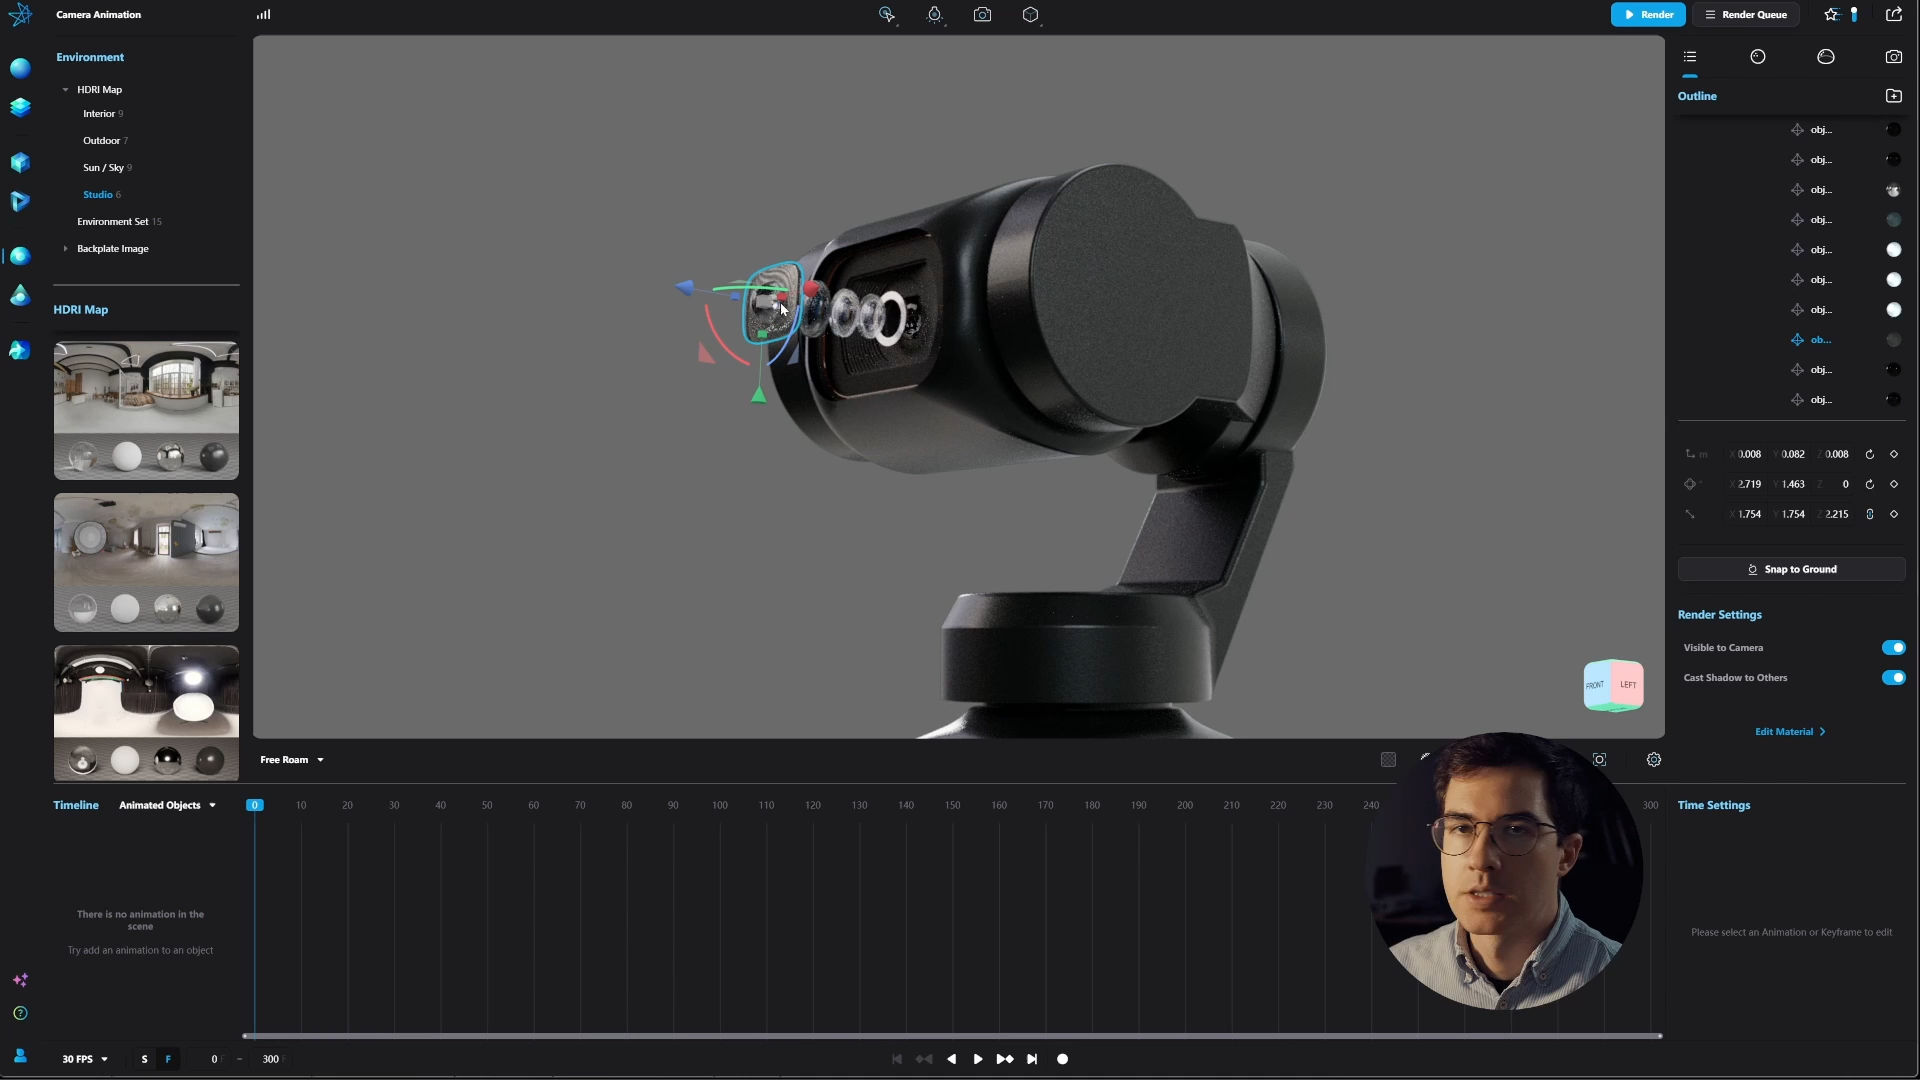 Camera Animation
Render
Render Queue
Environment
HDRI Map
Interior 9
Outdoor 7
Sun / Sky 9
Studio 6
Environment Set 15
Backplate Image
HDRI Map
Outline
obj...
obj...
obj...
obj...
obj...
obj...
obj...
ob...
obj...
obj...
m X 0.008 Y 0.082 Z 0.008
X 2.719 Y 1.463 Z 0
X 1.754 Y 1.754 Z 2.215
Snap to Ground
Render Settings
Visible to Camera
Cast Shadow to Others
Edit Material
FRONT LEFT
Free Roam
Timeline Animated Objects
0 10 20 30 40 50 60 70 80 90 100 110 120 130 140 150 160 170 180 190 200 210 220 230 240 300
Time Settings
There is no animation in the
scene
Try add an animation to an object
Please select an Animation or Keyframe to edit
30 FPS S F 0 F - 300 F